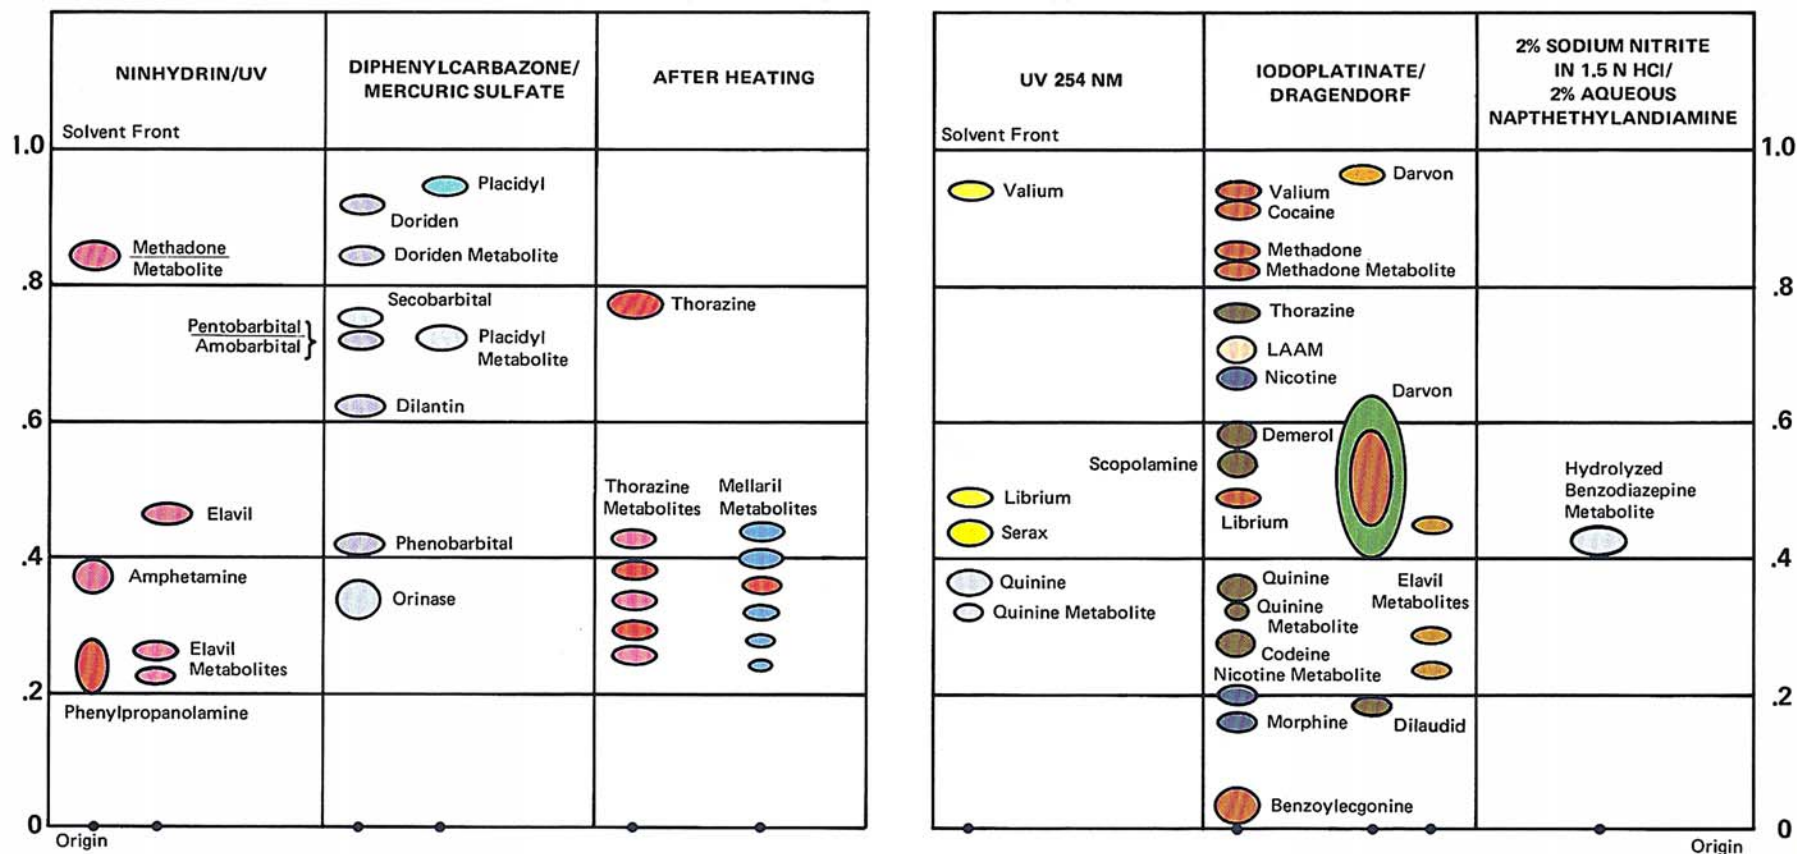 NINHYDRIN/UV
DIPHENYLCARBAZONE/
MERCURIC SULFATE
AFTER HEATING
Solvent Front
1.0
Placidyl
Doriden
Methadone
Metabolite
Doriden Metabolite
.8
Secobarbital
Thorazine
Pentobarbital
Amobarbital
Placidyl
Metabolite
Dilantin
.6
Thorazine
Metabolites
Mellaril
Metabolites
Elavil
Phenobarbital
.4
Amphetamine
Orinase
Elavil
Metabolites
.2
Phenylpropanolamine
0
Origin
UV 254 NM
IODOPLATINATE/
DRAGENDORF
2% SODIUM NITRITE
IN 1.5 N HCl/
2% AQUEOUS
NAPTHETHYLANDIAMINE
Solvent Front
1.0
Darvon
Valium
Valium
Cocaine
Methadone
Methadone Metabolite
.8
Thorazine
LAAM
Nicotine
Darvon
.6
Demerol
Scopolamine
Hydrolyzed
Benzodiazepine
Metabolite
Librium
Librium
Serax
.4
Quinine
Quinine
Elavil
Metabolites
Quinine Metabolite
Quinine
Metabolite
Codeine
Nicotine Metabolite
.2
Morphine
Dilaudid
Benzoylecgonine
0
Origin